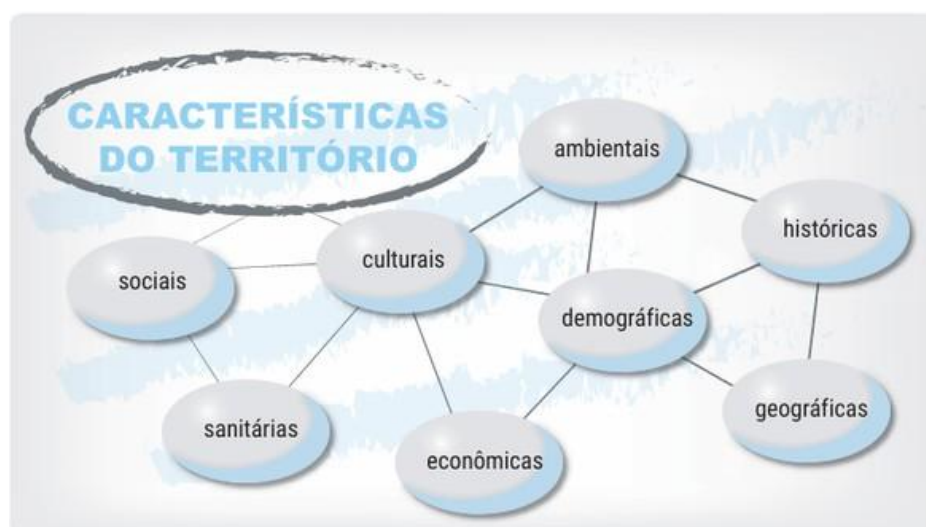 CARACTERÍSTICAS
DO TERRITÓRIO
ambientais
históricas
culturais
sociais
demográficas
geográficas
sanitárias
econômicas